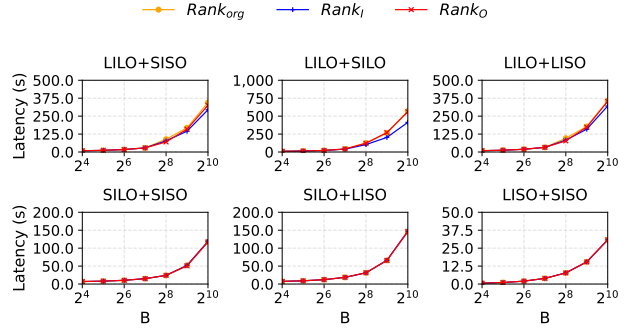 Rank_org Rank_I Rank_O
LILO+SISO LILO+SILO LILO+LISO
Latency (s)
500.0 375.0 250.0 125.0 0.0
2^4 2^6 2^8 2^10
1,000 750 500 250 0
2^4 2^6 2^8 2^10
500.0 375.0 250.0 125.0 0.0
2^4 2^6 2^8 2^10
SILO+SISO SILO+LISO LISO+SISO
Latency (s)
200.0 150.0 100.0 50.0 0.0
2^4 2^6 2^8 2^10
B
200.0 150.0 100.0 50.0 0.0
2^4 2^6 2^8 2^10
B
50.0 37.5 25.0 12.5 0.0
2^4 2^6 2^8 2^10
B